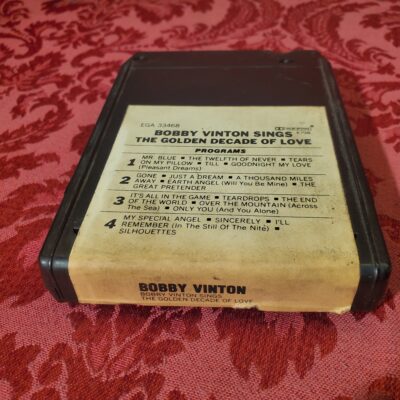 EGA 33468
BOBBY VINTON SINGS
THE GOLDEN DECADE OF LOVE
PROGRAMS
1 MR. BLUE ■ THE TWELFTH OF NEVER ■ TEARS
ON MY PILLOW ■ TILL ■ GOODNIGHT MY LOVE
(Pleasant Dreams)
2 GONE ■ JUST A DREAM ■ A THOUSAND MILES
AWAY ■ EARTH ANGEL (Will You Be Mine) ■ THE
GREAT PRETENDER
3 IT'S ALL IN THE GAME ■ TEARDROPS ■ THE END
OF THE WORLD ■ OVER THE MOUNTAIN (Across
The Sea) ■ ONLY YOU (And You Alone)
4 MY SPECIAL ANGEL ■ SINCERELY ■ I'LL
REMEMBER (In The Still Of The Nite) ■
SILHOUETTES
BOBBY VINTON
BOBBY VINTON SINGS
THE GOLDEN DECADE OF LOVE